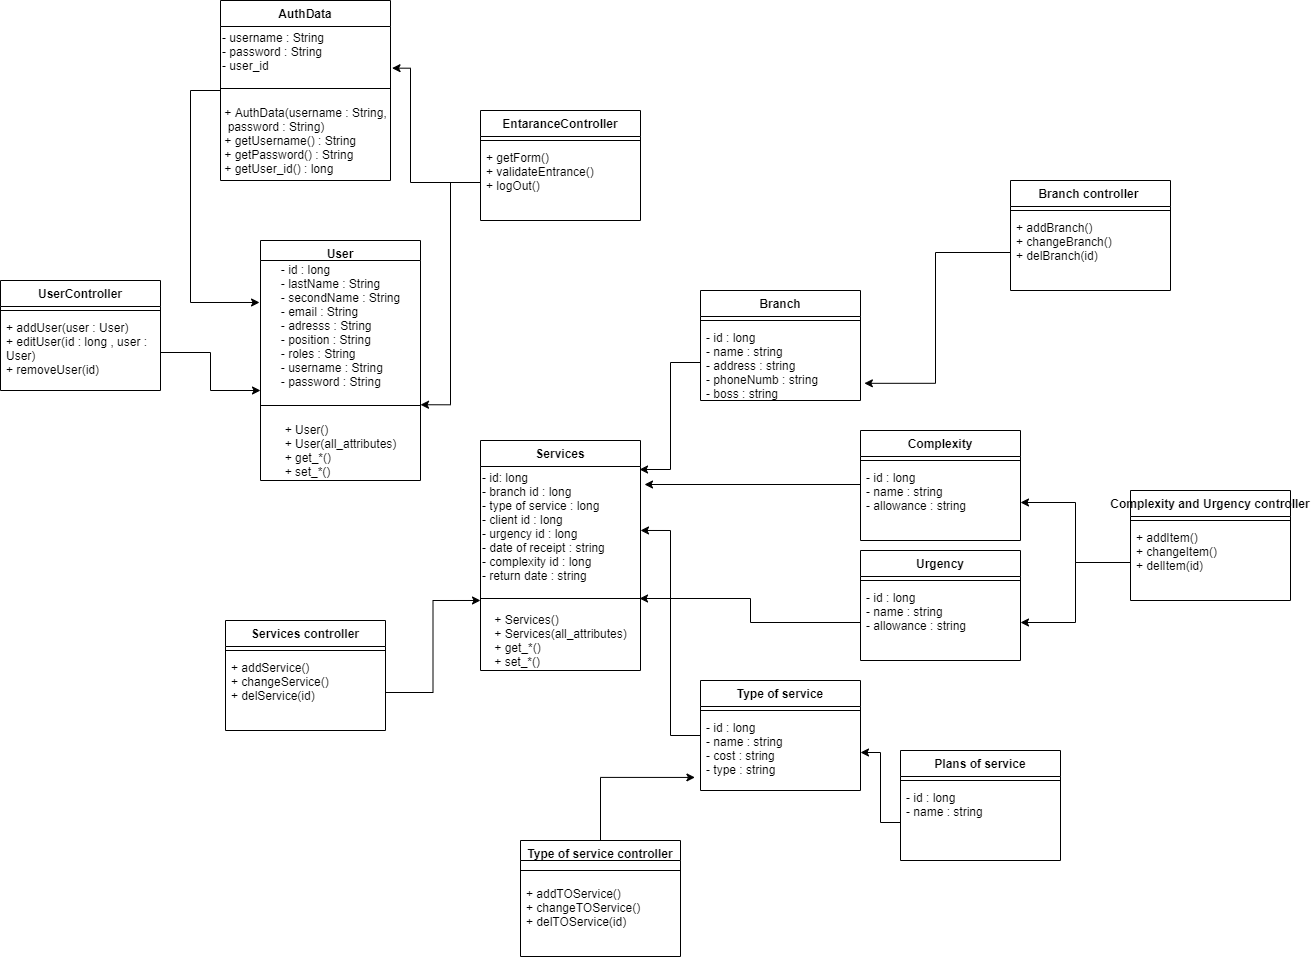 AuthData
- username : String
- password : String
- user_id
+ AuthData(username : String,
password : String)
+ getUsername() : String
+ getPassword() : String
+ getUser_id() : long
EntaranceController
+ getForm()
+ validateEntrance()
+ logOut()
Branch controller
+ addBranch()
+ changeBranch()
+ delBranch(id)
User
- id : long
- lastName : String
- secondName : String
- email : String
- adresss : String
- position : String
- roles : String
- username : String
- password : String
+ User()
+ User(all_attributes)
+ get_*()
+ set_*()
UserController
+ addUser(user : User)
+ editUser(id : long , user :
User)
+ removeUser(id)
Branch
- id : long
- name : string
- address : string
- phoneNumb : string
- boss : string
Services
- id: long
- branch id : long
- type of service : long
- client id : long
- urgency id : long
- date of receipt : string
- complexity id : long
- return date : string
+ Services()
+ Services(all_attributes)
+ get_*()
+ set_*()
Complexity
- id : long
- name : string
- allowance : string
Complexity and Urgency controller
+ addItem()
+ changeItem()
+ delItem(id)
Urgency
- id : long
- name : string
- allowance : string
Services controller
+ addService()
+ changeService()
+ delService(id)
Type of service
- id : long
- name : string
- cost : string
- type : string
Plans of service
- id : long
- name : string
Type of service controller
+ addTOService()
+ changeTOService()
+ delTOService(id)